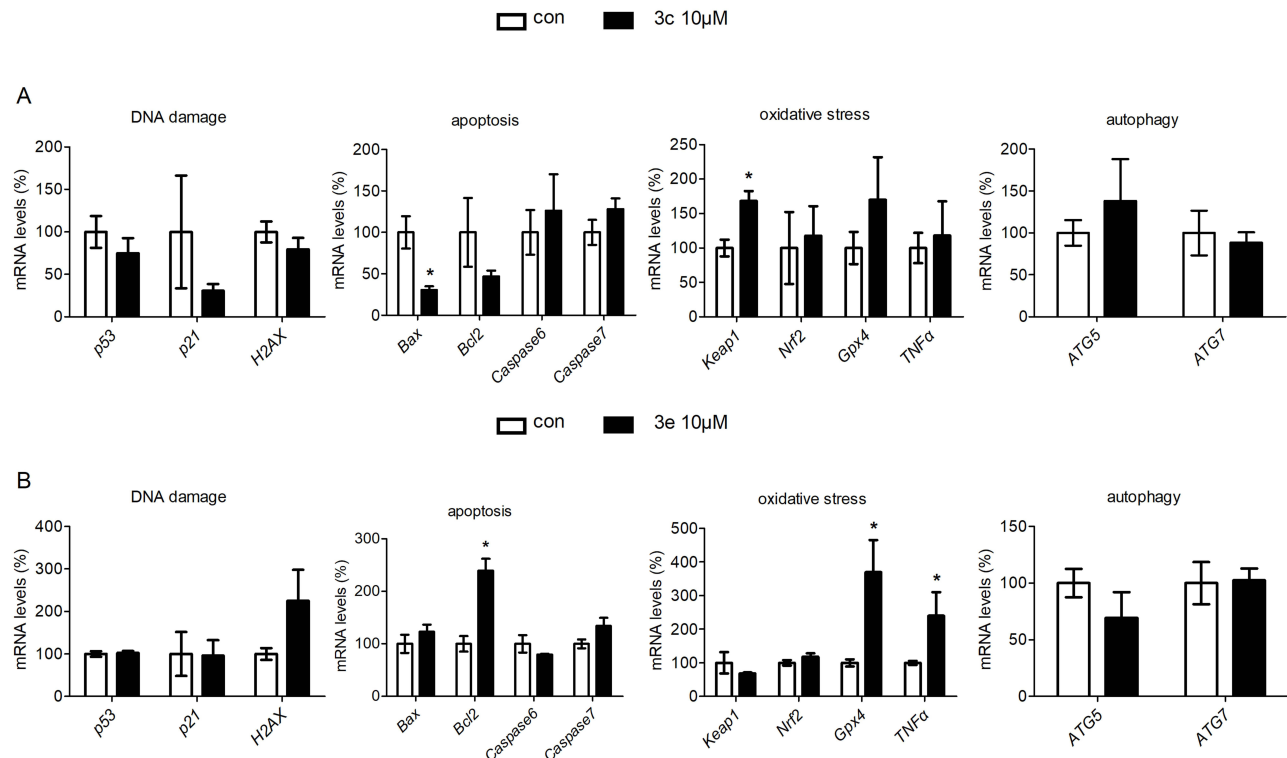 con 3c 10µM
A
DNA damage
mRNA levels (%)
200
150
100
50
0
p53 p21 H2AX
apoptosis
mRNA levels (%)
200
150
100
50
0
Bax Bcl2 Caspase6 Caspase7
oxidative stress
mRNA levels (%)
250
200
150
100
50
0
*
Keap1 Nrf2 Gpx4 TNFα
autophagy
mRNA levels (%)
200
150
100
50
0
ATG5 ATG7
con 3e 10µM
B
DNA damage
mRNA levels (%)
400
300
200
100
0
p53 p21 H2AX
apoptosis
mRNA levels (%)
300
200
100
0
*
Bax Bcl2 Caspase6 Caspase7
oxidative stress
mRNA levels (%)
500
400
300
200
100
0
* *
Keap1 Nrf2 Gpx4 TNFα
autophagy
mRNA levels (%)
150
100
50
0
ATG5 ATG7